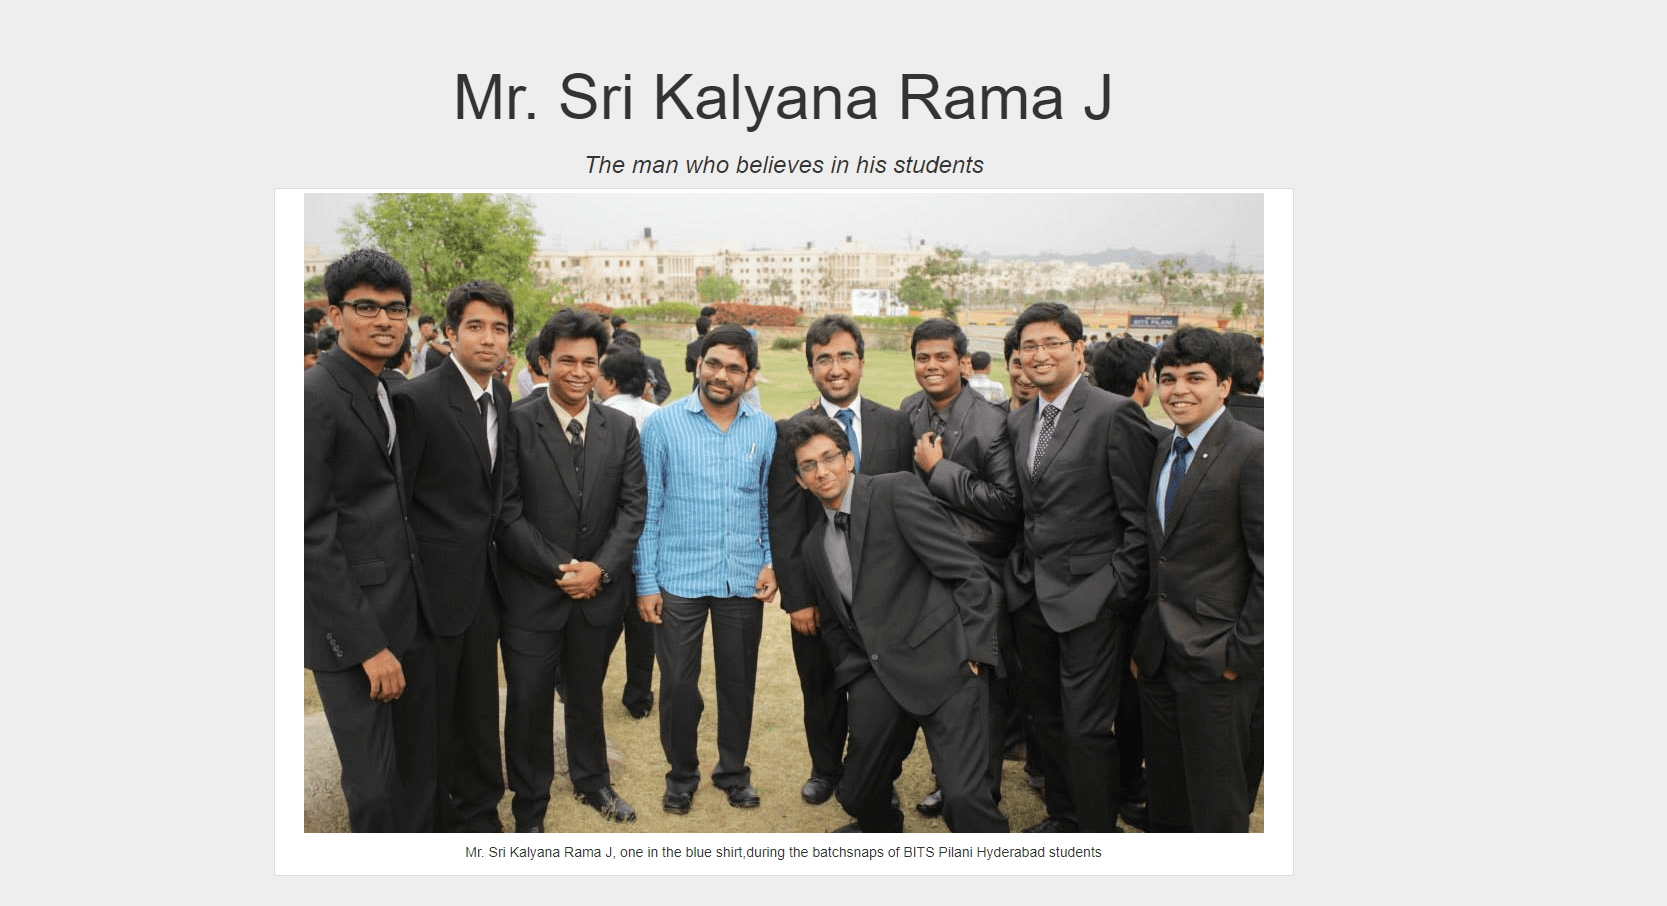 Mr. Sri Kalyana Rama J
The man who believes in his students
BITS PILANI
Mr. Sri Kalyana Rama J, one in the blue shirt,during the batchsnaps of BITS Pilani Hyderabad students